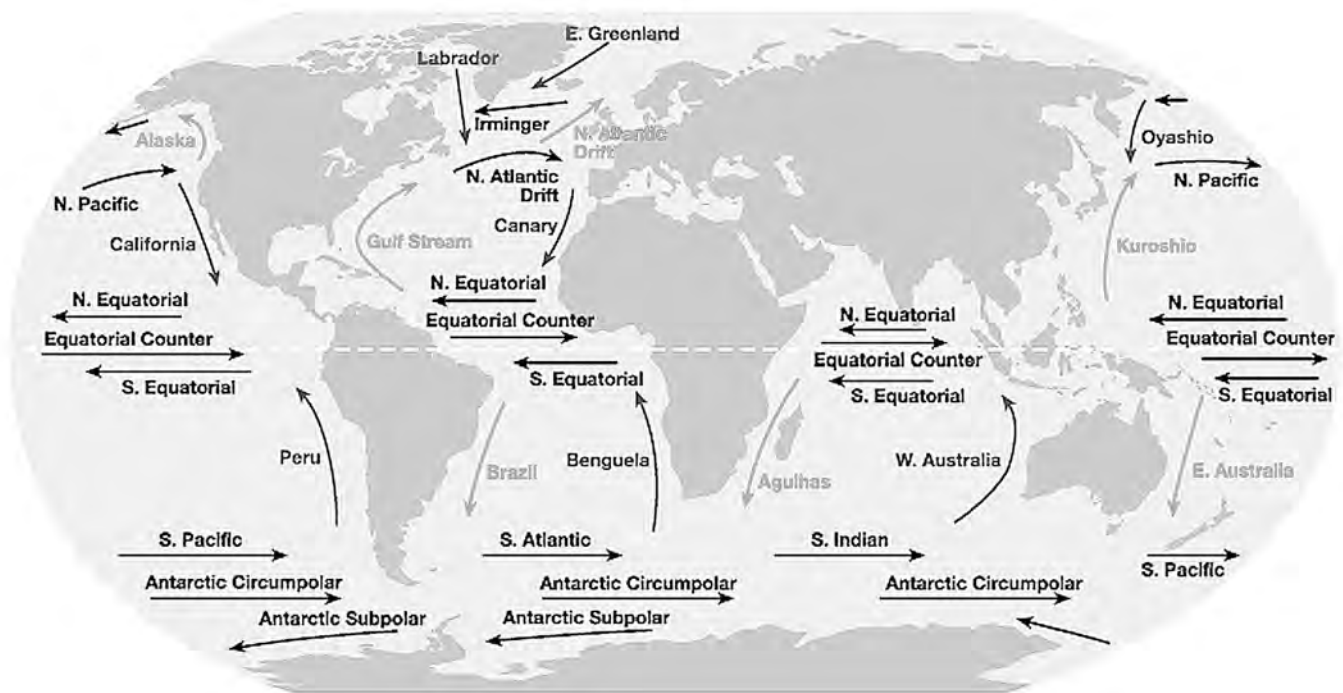 E. Greenland
Labrador
Irminger
Alaska
N. Atlantic
Drift
Oyashio
N. Pacific
N. Atlantic
Drift
N. Pacific
California
Gulf Stream
Canary
Kuroshio
N. Equatorial
N. Equatorial
N. Equatorial
N. Equatorial
Equatorial Counter
Equatorial Counter
Equatorial Counter
Equatorial Counter
S. Equatorial
S. Equatorial
S. Equatorial
S. Equatorial
Peru
Brazil
Benguela
Agulhas
W. Australia
E. Australia
S. Pacific
S. Atlantic
S. Indian
S. Pacific
Antarctic Circumpolar
Antarctic Circumpolar
Antarctic Circumpolar
Antarctic Subpolar
Antarctic Subpolar